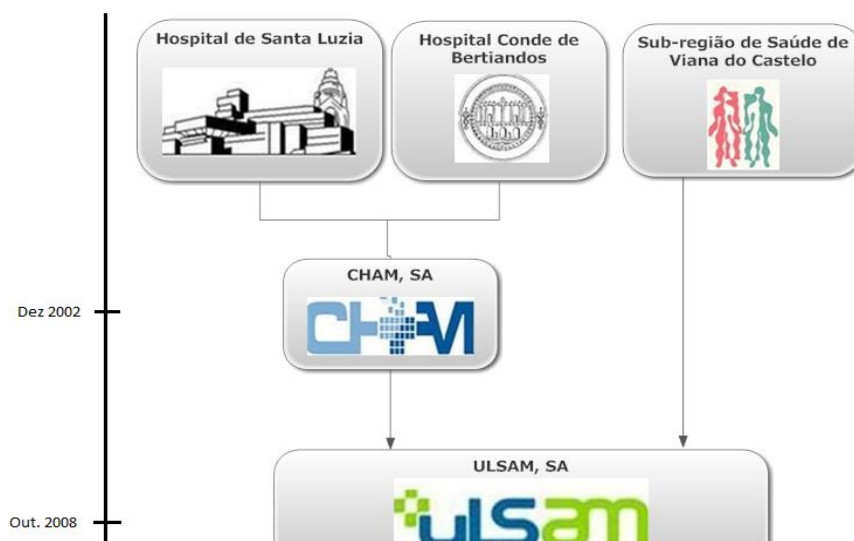 Hospital de Santa Luzia
Hospital Conde de
Bertiandos
Sub-região de Saúde de
Viana do Castelo
CHAM, SA
CHAM
Dez 2002
ULSAM, SA
ulsam
Out. 2008